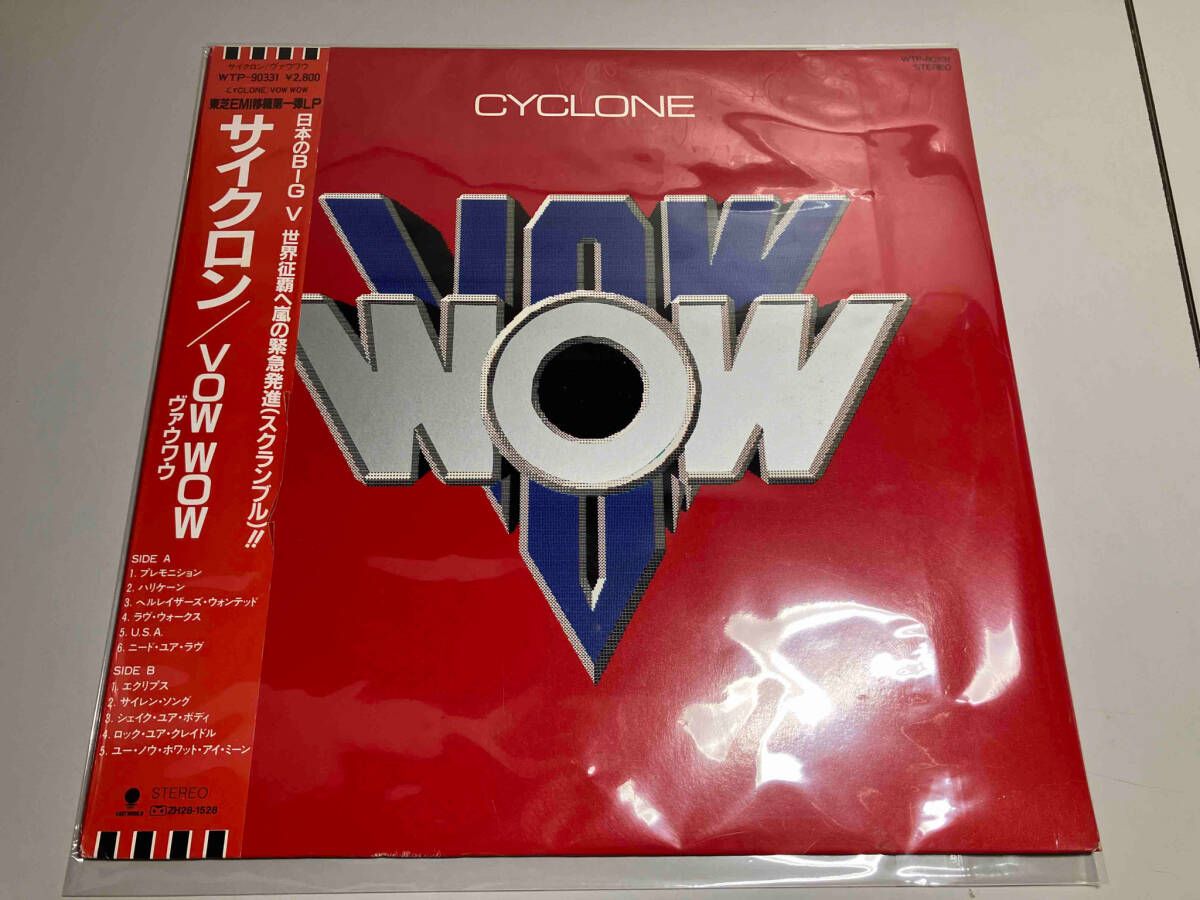 サイクロン/ヴァウワウ
WTP-90331 ¥2,800
(CYCLONE) VOW WOW
東芝EMI移籍第一弾LP
サイクロン/VOW WOW
ヴァウワウ
日本のBIG V 世界征覇へ嵐の緊急発進(スクランブル)!!
SIDE A
1. プレモニション
2. ハリケーン
3. ヘルレイザーズ・ウォンテッド
4. ラヴ・ウォークス
5. U.S.A.
6. ニード・ユア・ラヴ
SIDE B
1. エクリプス
2. サイレン・ソング
3. シェイク・ユア・ボディ
4. ロック・ユア・クレイドル
5. ユー・ノウ・ホワット・アイ・ミーン
STEREO
EAST WORLD
ZH28-1528
WTP-90331
STEREO
CYCLONE
VOW
WOW